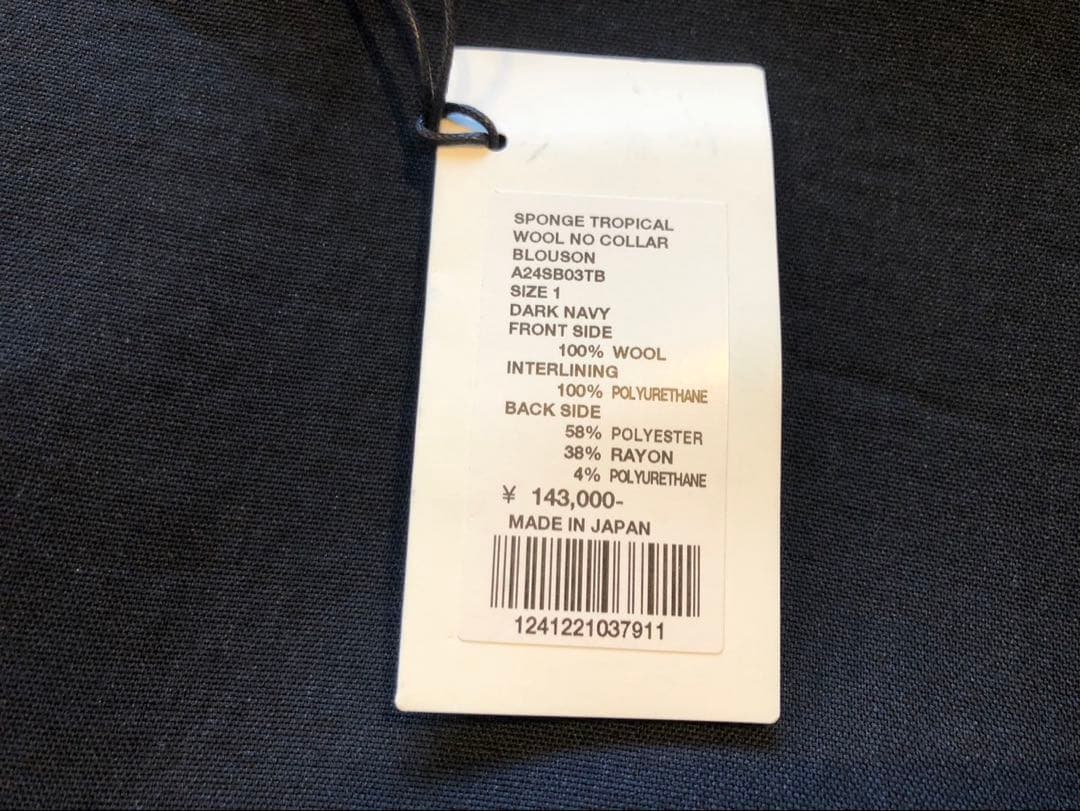 SPONGE TROPICAL
WOOL NO COLLAR
BLOUSON
A24SB03TB
SIZE 1
DARK NAVY
FRONT SIDE
100% WOOL
INTERLINING
100% POLYURETHANE
BACK SIDE
58% POLYESTER
38% RAYON
4% POLYURETHANE
¥ 143,000-
MADE IN JAPAN
1241221037911